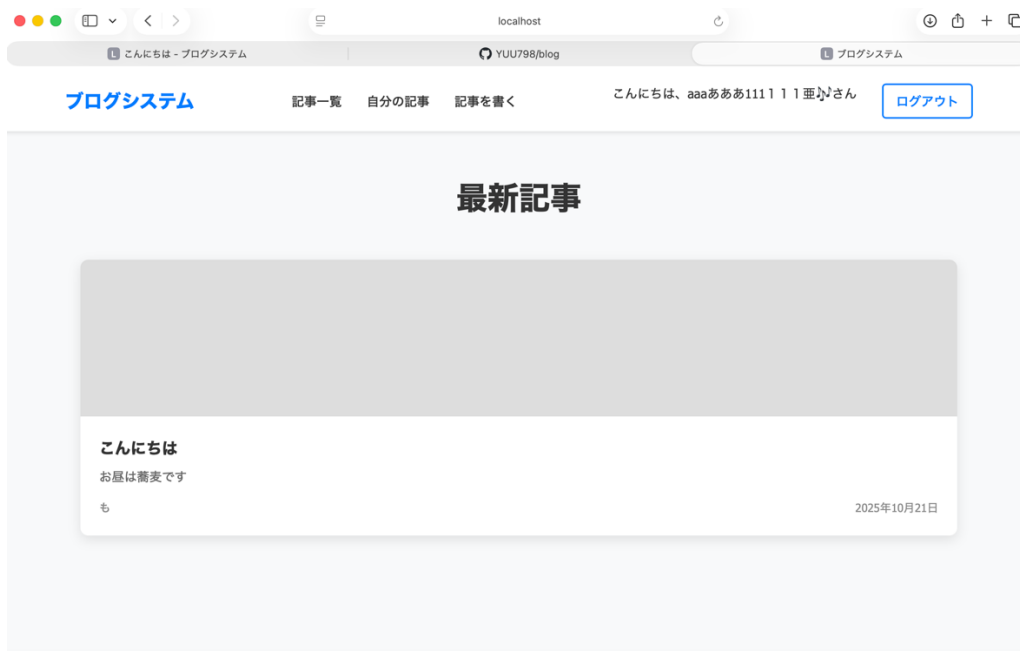 localhost
L こんにちは - ブログシステム
YUU798/blog
L ブログシステム
ブログシステム
記事一覧
自分の記事
記事を書く
こんにちは、aaaあああ111１１１亜🎶さん
ログアウト
最新記事
こんにちは
お昼は蕎麦です
も
2025年10月21日